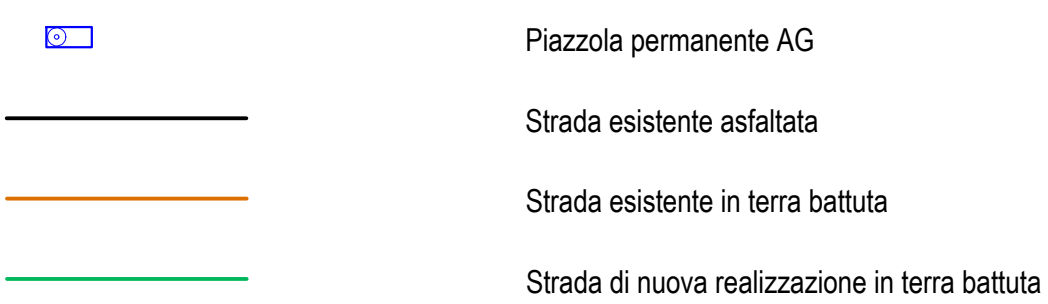 Piazzola permanente AG
Strada esistente asfaltata
Strada esistente in terra battuta
Strada di nuova realizzazione in terra battuta